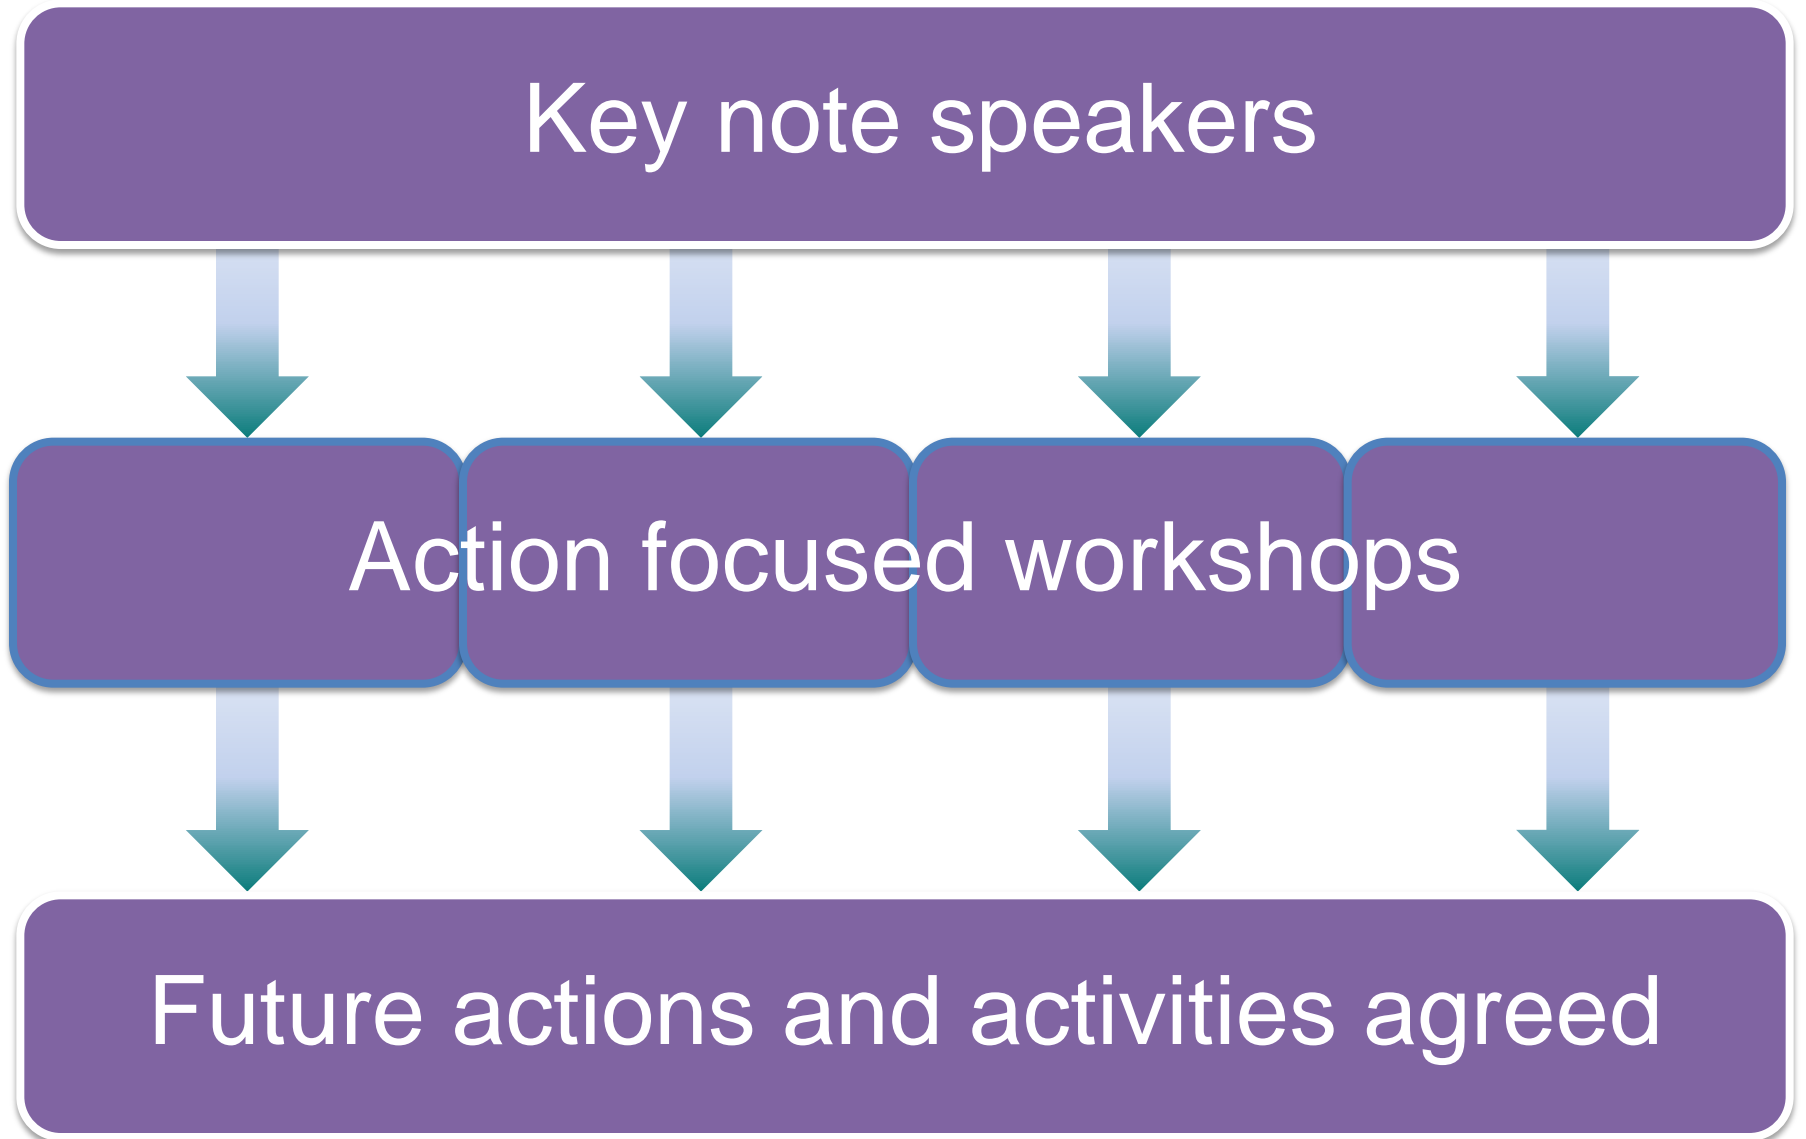 Key note speakers
Action focused workshops
Future actions and activities agreed